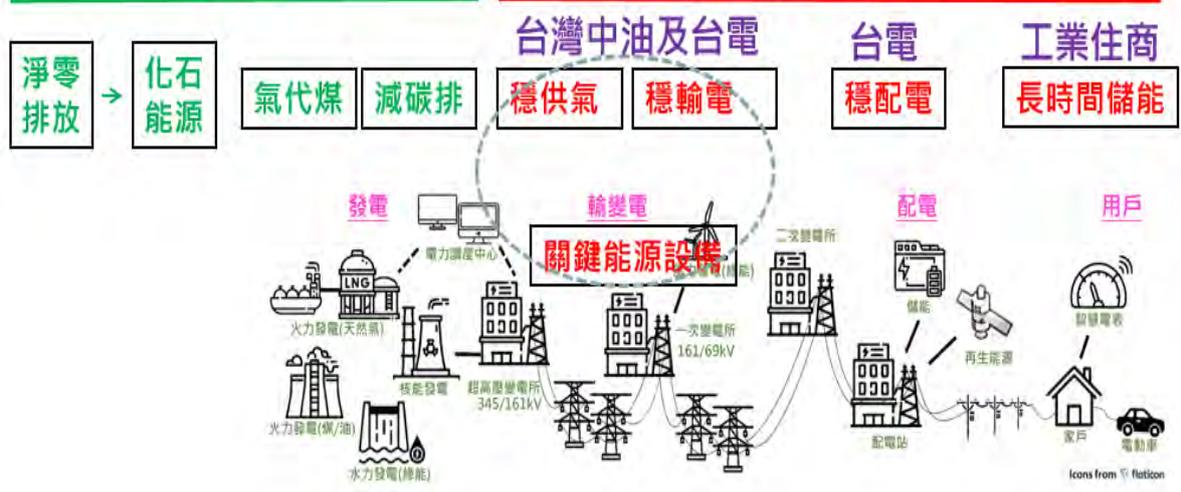 台灣中油及台電
台電
工業住商
淨零
排放
→
化石
能源
氣代煤
減碳排
穩供氣
穩輸電
穩配電
長時間儲能
發電
輸變電
配電
用戶
電力調度中心
關鍵能源設備
(綠能)
二次變電所
LNG
火力發電(天然氣)
核能發電
超高壓變電所
345/161kV
一次變電所
161/69kV
儲能
再生能源
智慧電表
火力發電(煤/油)
水力發電(綠能)
配電站
家戶
電動車
Icons from flaticon